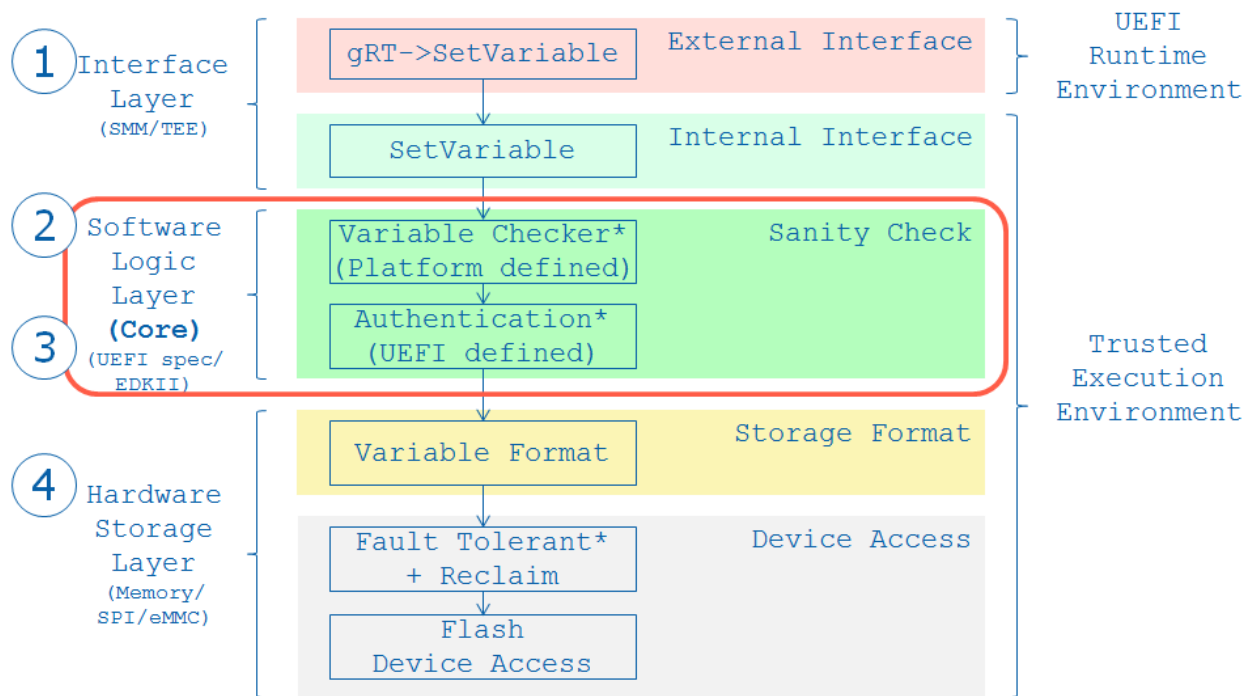 1
Interface
Layer
(SMM/TEE)
gRT->SetVariable
External Interface
UEFI
Runtime
Environment
SetVariable
Internal Interface
2
Software
Logic
Layer
(Core)
(UEFI spec/
EDKII)
3
Variable Checker*
(Platform defined)
Sanity Check
Authentication*
(UEFI defined)
Trusted
Execution
Environment
4
Hardware
Storage
Layer
(Memory/
SPI/eMMC)
Variable Format
Storage Format
Fault Tolerant*
+ Reclaim
Device Access
Flash
Device Access